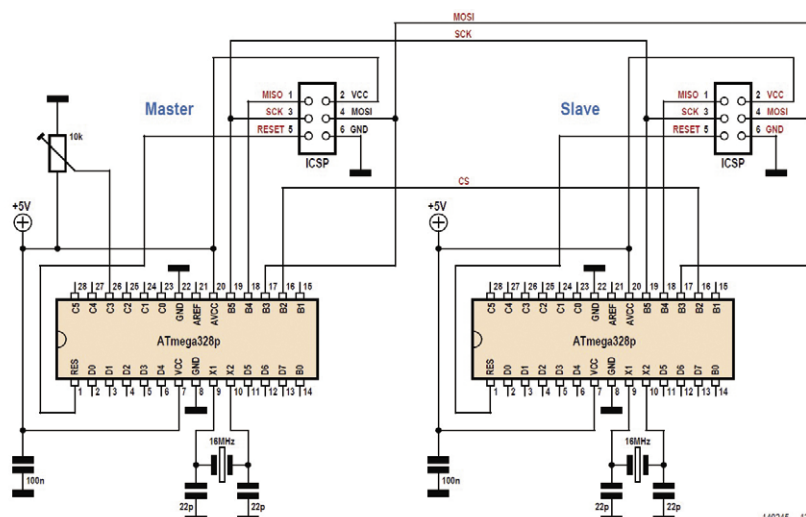 MOSI
SCK
Master
MISO 1
2 VCC
SCK 3
4 MOSI
RESET 5
6 GND
ICSP
Slave
MISO 1
2 VCC
SCK 3
4 MOSI
RESET 5
6 GND
ICSP
10k
CS
+5V
+5V
28 27 26 25 24 23 22 21 20 19 18 17 16 15
C5 C4 C3 C2 C1 C0 GND AREF AVCC B5 B4 B3 B2 B1
ATmega328p
RES D0 D1 D2 D3 D4 VCC GND X1 X2 D5 D6 D7 B0
1 2 3 4 5 6 7 8 9 10 11 12 13 14
28 27 26 25 24 23 22 21 20 19 18 17 16 15
C5 C4 C3 C2 C1 C0 GND AREF AVCC B5 B4 B3 B2 B1
ATmega328p
RES D0 D1 D2 D3 D4 VCC GND X1 X2 D5 D6 D7 B0
1 2 3 4 5 6 7 8 9 10 11 12 13 14
16MHz
16MHz
100n
22p
22p
100n
22p
22p